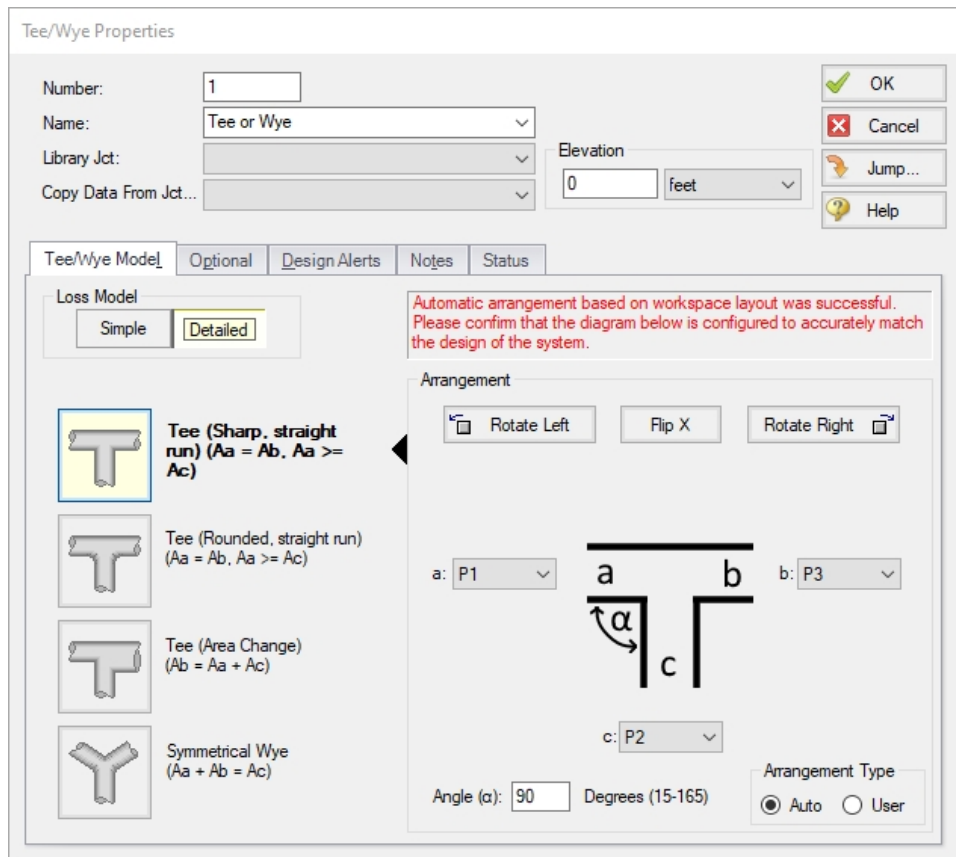 Tee/Wye Properties
Number: 1
Name: Tee or Wye
Library Jct:
Copy Data From Jct...
Elevation
0 feet
OK
Cancel
Jump...
Help
Tee/Wye Model Optional Design Alerts Notes Status
Loss Model
Simple Detailed
Automatic arrangement based on workspace layout was successful.
Please confirm that the diagram below is configured to accurately match
the design of the system.
Tee (Sharp, straight
run) (Aa = Ab, Aa >=
Ac)
Tee (Rounded, straight run)
(Aa = Ab, Aa >= Ac)
Tee (Area Change)
(Ab = Aa + Ac)
Symmetrical Wye
(Aa + Ab = Ac)
Arrangement
Rotate Left Flip X Rotate Right
a: P1 a b b: P3
α
c
c: P2
Angle (α): 90 Degrees (15-165)
Arrangement Type
Auto User